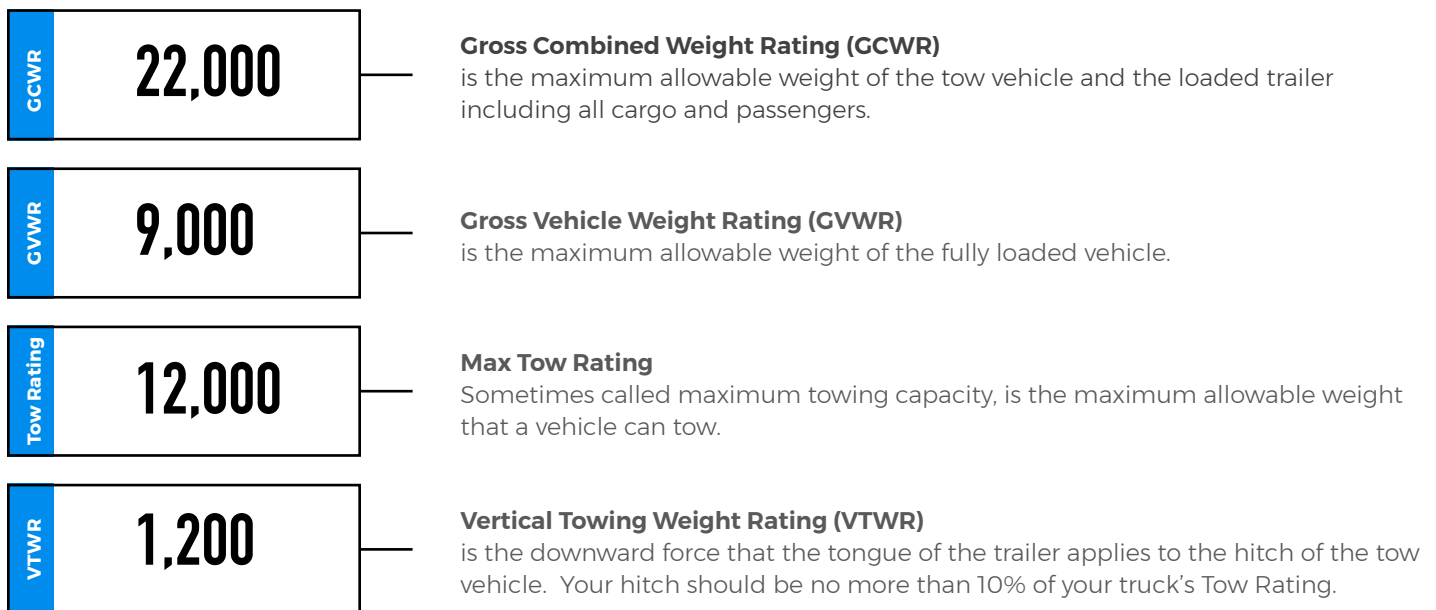 GCWR
22,000
Gross Combined Weight Rating (GCWR)
is the maximum allowable weight of the tow vehicle and the loaded trailer
including all cargo and passengers.
GVWR
9,000
Gross Vehicle Weight Rating (GVWR)
is the maximum allowable weight of the fully loaded vehicle.
Tow Rating
12,000
Max Tow Rating
Sometimes called maximum towing capacity, is the maximum allowable weight
that a vehicle can tow.
VTWR
1,200
Vertical Towing Weight Rating (VTWR)
is the downward force that the tongue of the trailer applies to the hitch of the tow
vehicle.  Your hitch should be no more than 10% of your truck’s Tow Rating.